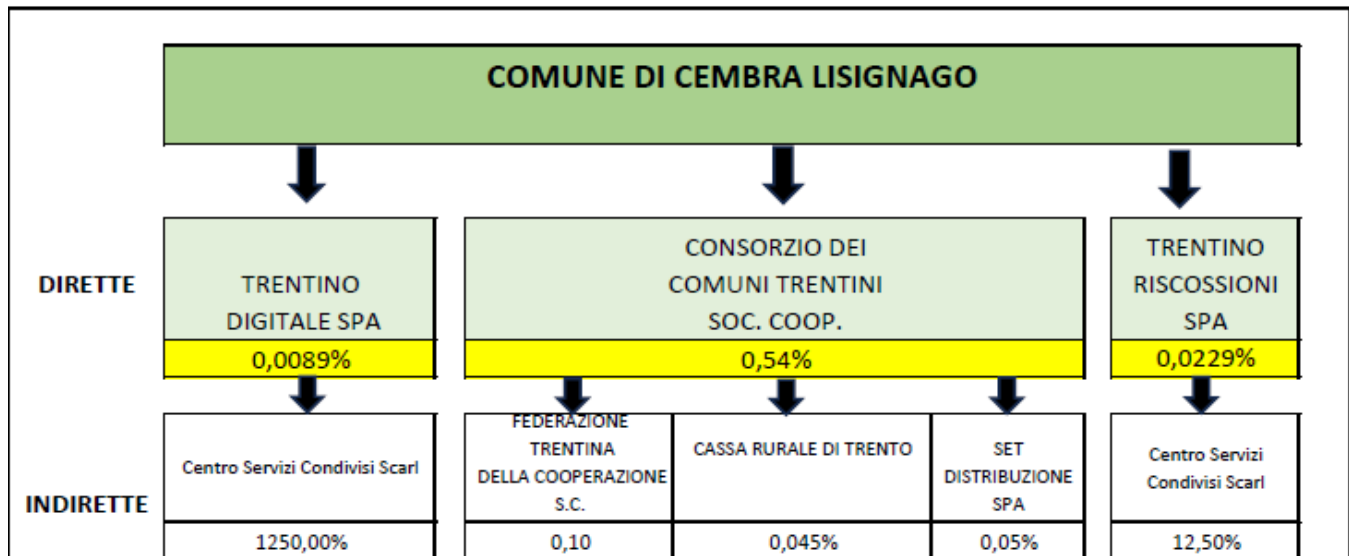 COMUNE DI CEMBRA LISIGNAGO
DIRETTE
TRENTINO
DIGITALE SPA
0,0089%
CONSORZIO DEI
COMUNI TRENTINI
SOC. COOP.
0,54%
TRENTINO
RISCOSSIONI
SPA
0,0229%
INDIRETTE
Centro Servizi Condivisi Scarl
1250,00%
FEDERAZIONE
TRENTINA
DELLA COOPERAZIONE
S.C.
0,10
CASSA RURALE DI TRENTO
0,045%
SET
DISTRIBUZIONE
SPA
0,05%
Centro Servizi
Condivisi Scarl
12,50%